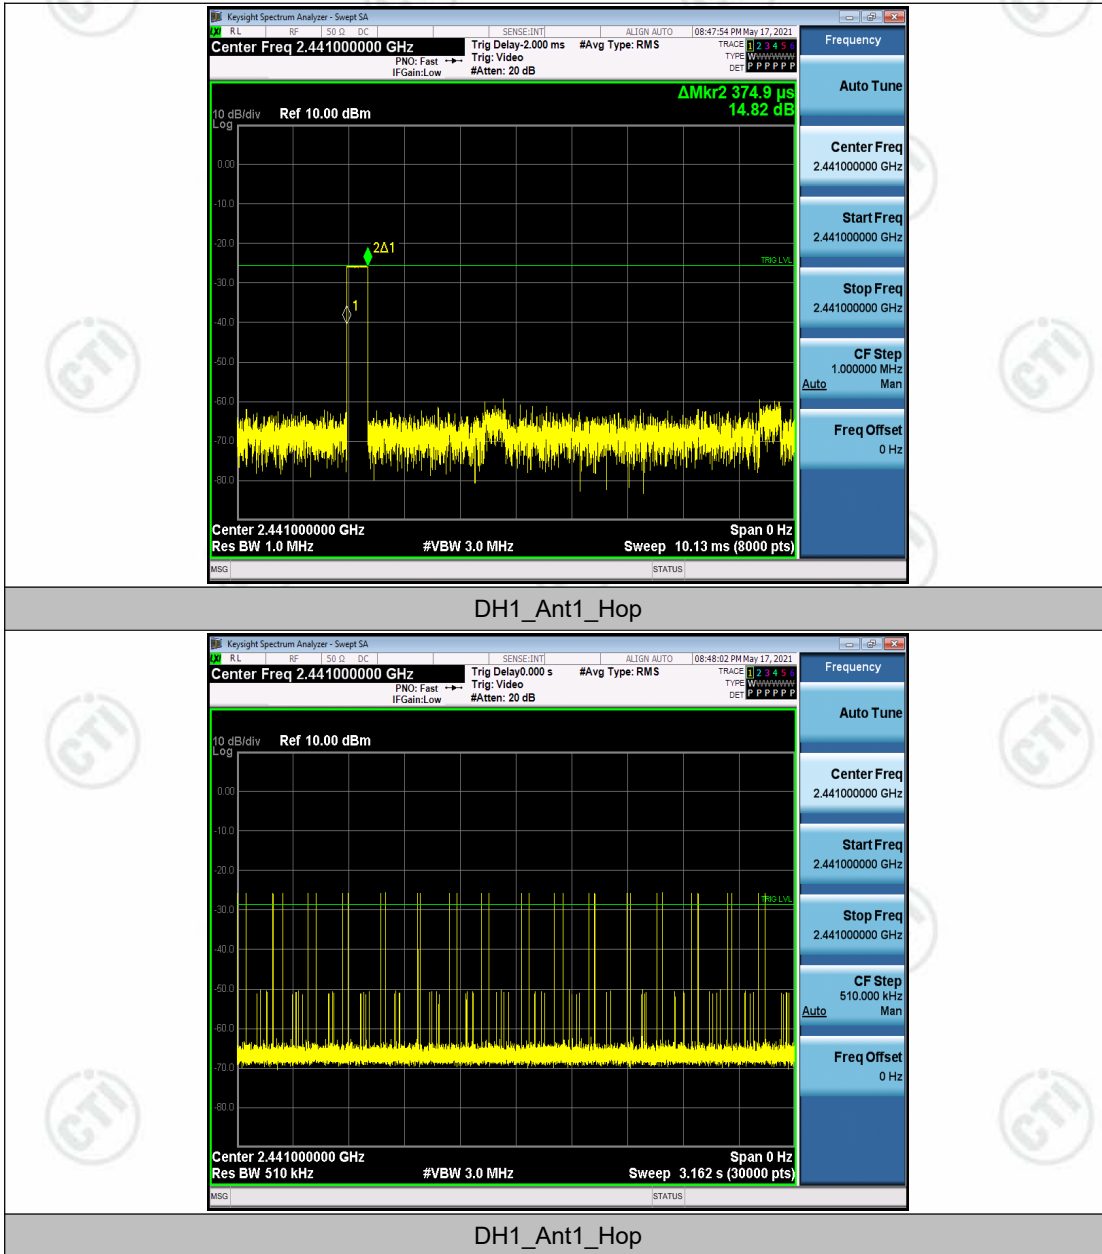 Keysight Spectrum Analyzer - Swept SA
LXI RL RF 50 Ω DC SENSE:INT ALIGN AUTO 08:47:54 PM May 17, 2021
Center Freq 2.441000000 GHz
PNO: Fast
IFGain:Low
Trig Delay-2.000 ms
Trig: Video
#Atten: 20 dB
#Avg Type: RMS
TRACE 1 2 3 4 5 6
TYPE WWWWWW
DET P P P P P P
Frequency
ΔMkr2 374.9 µs
14.82 dB
10 dB/div Ref 10.00 dBm
Log
0.00
-10.0
-20.0
-30.0
-40.0
-50.0
-60.0
-70.0
-80.0
2Δ1
1
TRIG LVL
Auto Tune
Center Freq
2.441000000 GHz
Start Freq
2.441000000 GHz
Stop Freq
2.441000000 GHz
CF Step
1.000000 MHz
Auto Man
Freq Offset
0 Hz
Center 2.441000000 GHz Span 0 Hz
Res BW 1.0 MHz #VBW 3.0 MHz Sweep 10.13 ms (8000 pts)
MSG STATUS
DH1_Ant1_Hop
Keysight Spectrum Analyzer - Swept SA
LXI RL RF 50 Ω DC SENSE:INT ALIGN AUTO 08:48:02 PM May 17, 2021
Center Freq 2.441000000 GHz
PNO: Fast
IFGain:Low
Trig Delay0.000 s
Trig: Video
#Atten: 20 dB
#Avg Type: RMS
TRACE 1 2 3 4 5 6
TYPE WWWWWW
DET P P P P P P
Frequency
10 dB/div Ref 10.00 dBm
Log
0.00
-10.0
-20.0
-30.0
-40.0
-50.0
-60.0
-70.0
-80.0
TRIG LVL
Auto Tune
Center Freq
2.441000000 GHz
Start Freq
2.441000000 GHz
Stop Freq
2.441000000 GHz
CF Step
510.000 kHz
Auto Man
Freq Offset
0 Hz
Center 2.441000000 GHz Span 0 Hz
Res BW 510 kHz #VBW 3.0 MHz Sweep 3.162 s (30000 pts)
MSG STATUS
DH1_Ant1_Hop
CTI
CTI
CTI
CTI
CTI
CTI